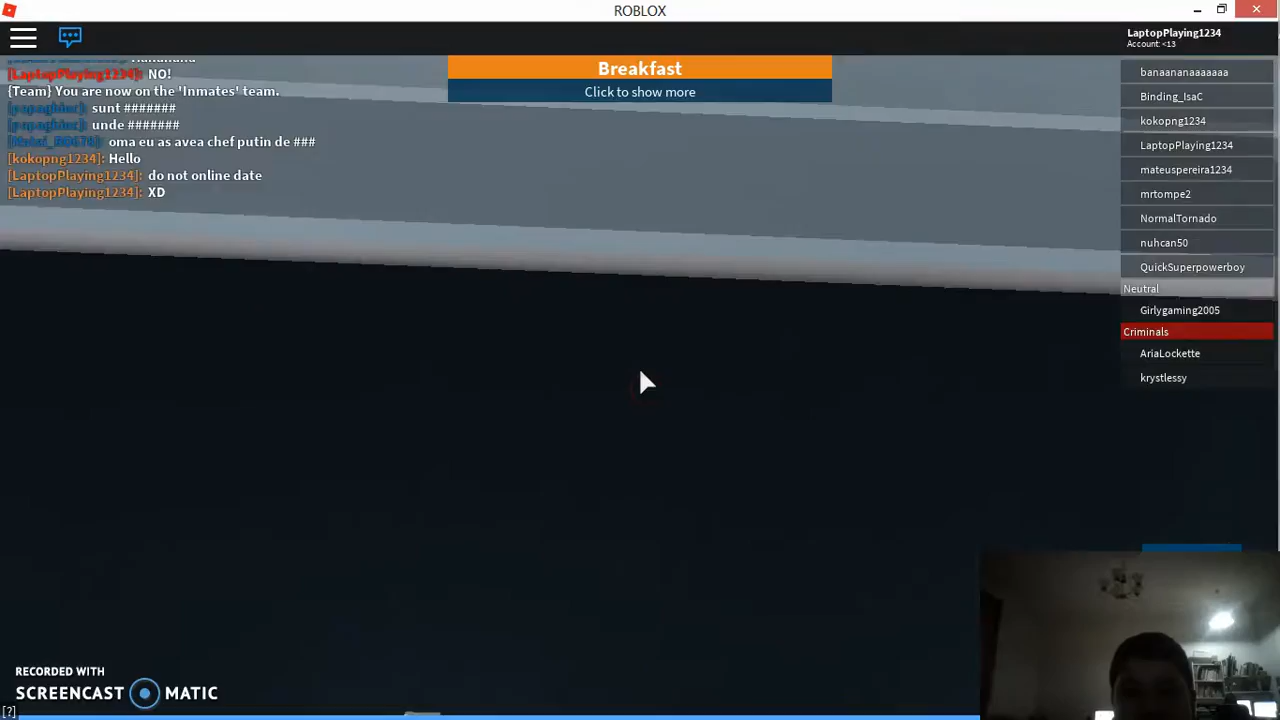 ROBLOX
LaptopPlaying1234
Account: <13
Breakfast
Click to show more
[LaptopPlaying1234]: NO!
{Team} You are now on the 'Inmates' team.
sunt #######
unde #######
oma eu as avea chef putin de ###
[kokopng1234]: Hello
[LaptopPlaying1234]: do not online date
[LaptopPlaying1234]: XD
banaananaaaaaa
Binding_IsaC
kokopng1234
LaptopPlaying1234
mateuspereira1234
mrtompe2
NormalTornado
nuhcan50
QuickSuperpowerboy
Neutral
Girlygaming2005
Criminals
AriaLockette
krystlessy
RECORDED WITH
SCREENCAST MATIC
[?]